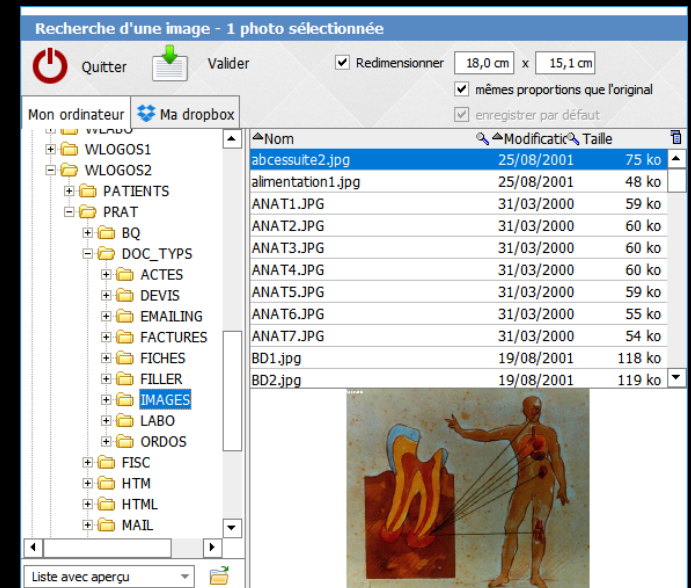 Recherche d'une image - 1 photo sélectionnée
Quitter
Valider
Redimensionner
18,0 cm x 15,1 cm
mêmes proportions que l'original
enregistrer par défaut
Mon ordinateur
Ma dropbox
WLABO
WLOGOS1
WLOGOS2
PATIENTS
PRAT
BQ
DOC_TYPS
ACTES
DEVIS
EMAILING
FACTURES
FICHES
FILLER
IMAGES
LABO
ORDOS
FISC
HTM
HTML
MAIL
Liste avec aperçu
Nom Modificatic Taille
abcessuite2.jpg 25/08/2001 75 ko
alimentation1.jpg 25/08/2001 48 ko
ANAT1.JPG 31/03/2000 59 ko
ANAT2.JPG 31/03/2000 60 ko
ANAT3.JPG 31/03/2000 60 ko
ANAT4.JPG 31/03/2000 60 ko
ANAT5.JPG 31/03/2000 59 ko
ANAT6.JPG 31/03/2000 55 ko
ANAT7.JPG 31/03/2000 54 ko
BD1.jpg 19/08/2001 118 ko
BD2.jpg 19/08/2001 119 ko